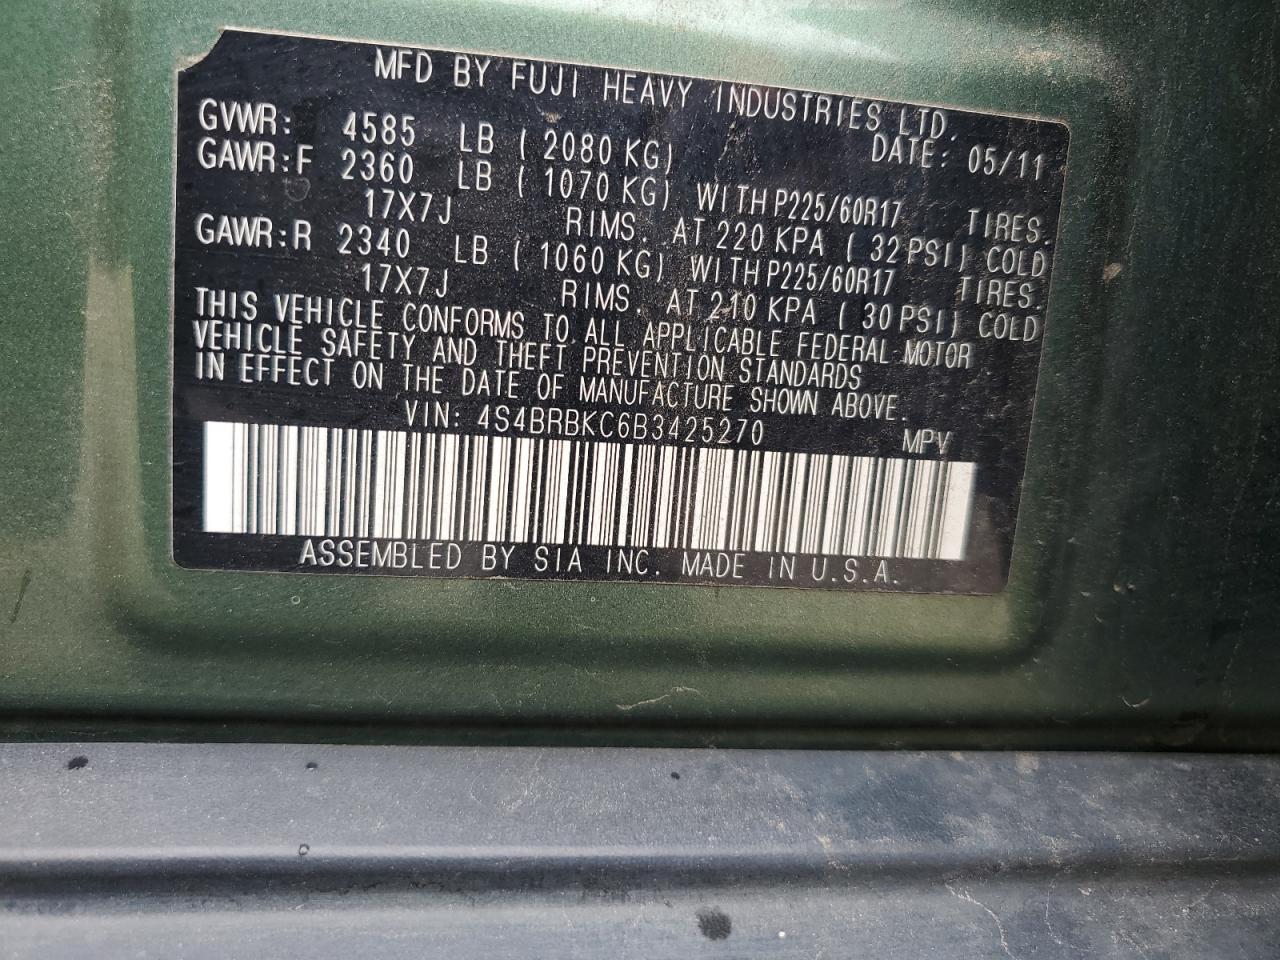 MFD BY FUJI HEAVY INDUSTRIES LTD.
GVWR: 4585 LB ( 2080 KG) DATE: 05/11
GAWR:F 2360 LB ( 1070 KG) WITH P225/60R17 TIRES.
17X7J RIMS. AT 220 KPA ( 32 PSI) COLD
GAWR:R 2340 LB ( 1060 KG) WITH P225/60R17 TIRES.
17X7J RIMS. AT 210 KPA ( 30 PSI) COLD
THIS VEHICLE CONFORMS TO ALL APPLICABLE FEDERAL MOTOR
VEHICLE SAFETY AND THEFT PREVENTION STANDARDS
IN EFFECT ON THE DATE OF MANUFACTURE SHOWN ABOVE.
VIN: 4S4BRBKC6B3425270 MPV
ASSEMBLED BY SIA INC. MADE IN U.S.A.